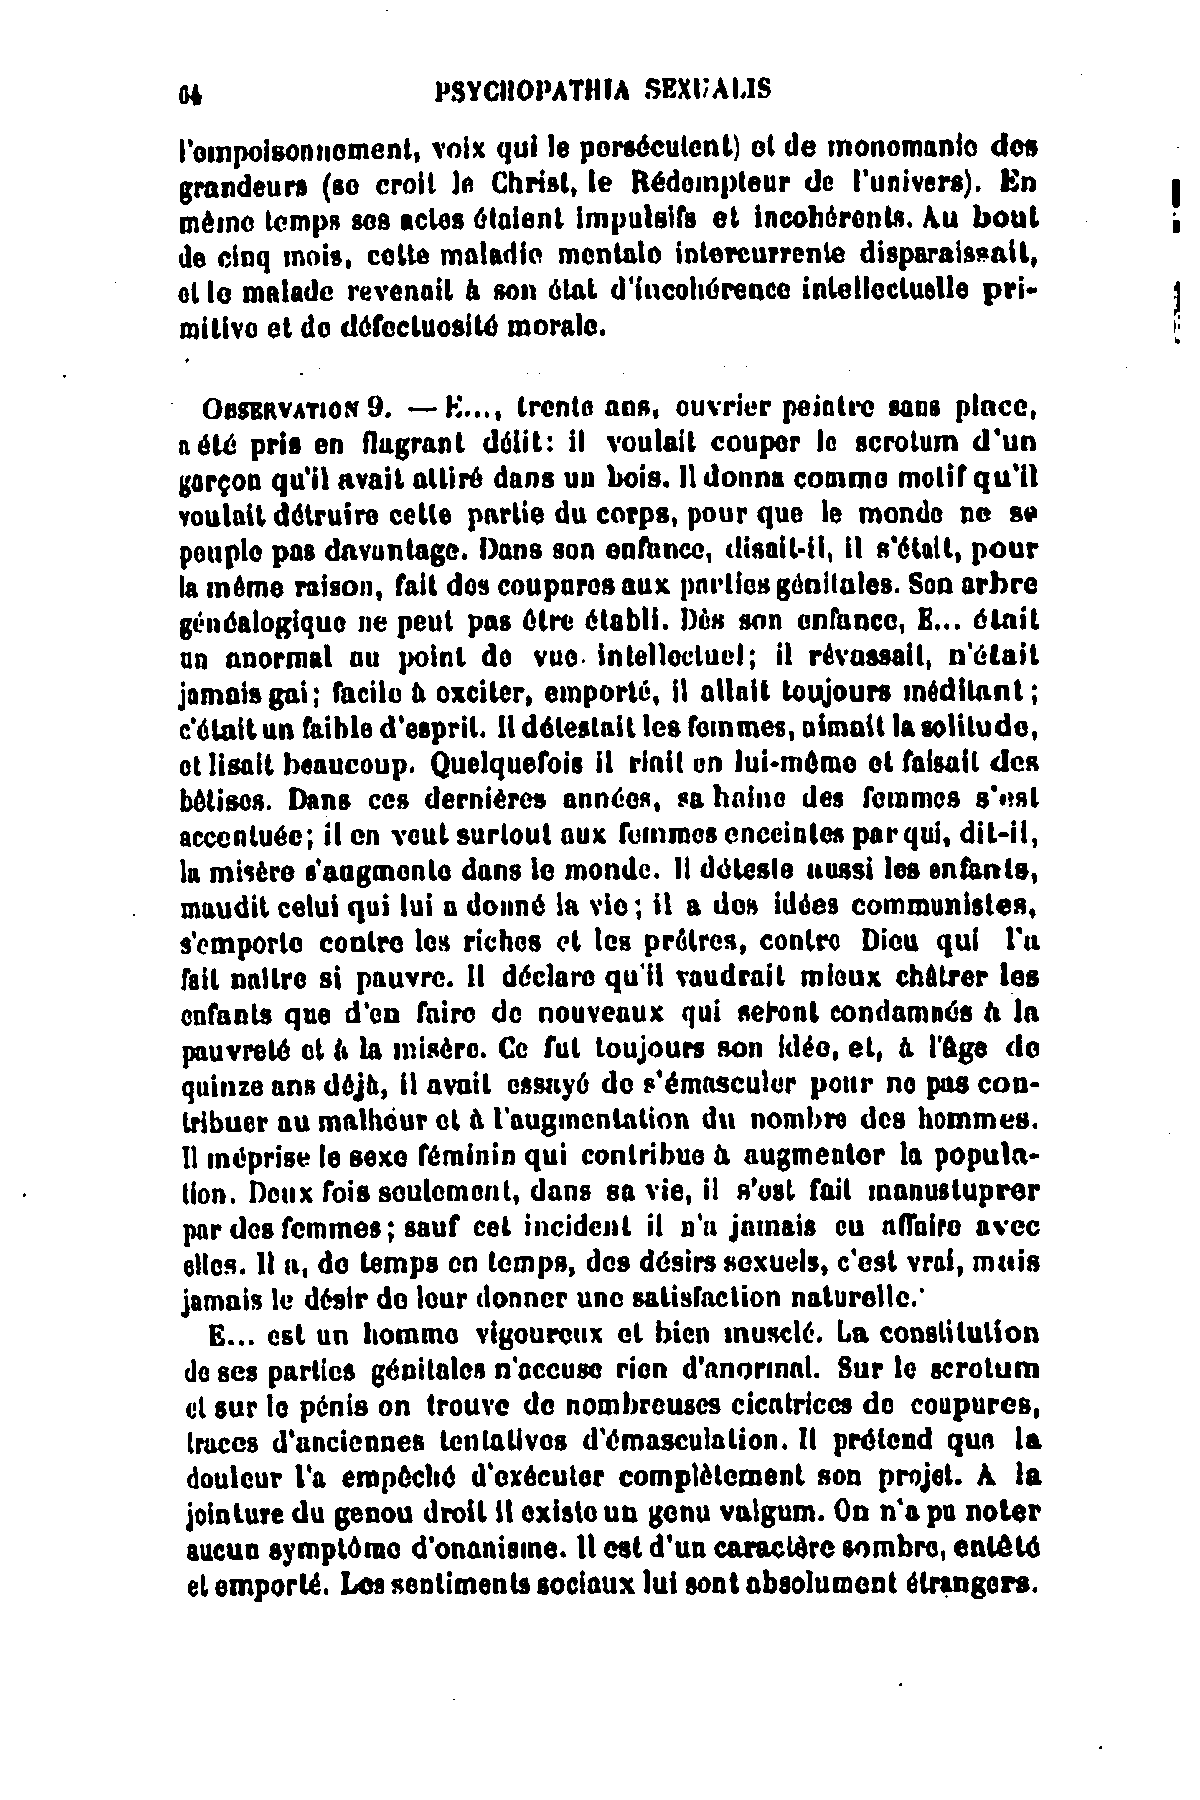 64 PSYCHOPATHIA SEXUALIS
l'empoisonnement, voix qui le persécutent) et de monomanie des
grandeurs (se croit le Christ, le Rédempteur de l'univers). En
même temps ses actes étaient impulsifs et incohérents. Au bout
de cinq mois, cette maladie mentale intercurrente disparaissait,
et le malade revenait à son état d'incohérence intellectuelle pri-
mitive et de défectuosité morale.
OBSERVATION 9. — E..., trente ans, ouvrier peintre sans place,
a été pris en flagrant délit: il voulait couper le scrotum d'un
garçon qu'il avait attiré dans un bois. Il donna comme motif qu'il
voulait détruire cette partie du corps, pour que le monde ne se
peuple pas davantage. Dans son enfance, disait-il, il s'était, pour
la même raison, fait des coupures aux parties génitales. Son arbre
généalogique ne peut pas être établi. Dès son enfance, E... était
un anormal au point de vue intellectuel; il rêvassait, n'était
jamais gai; facile à exciter, emporté, il allait toujours méditant;
c'était un faible d'esprit. Il détestait les femmes, aimait la solitude,
et lisait beaucoup. Quelquefois il riait en lui-même et faisait des
bêtises. Dans ces dernières années, sa haine des femmes s'est
accentuée; il en veut surtout aux femmes enceintes par qui, dit-il,
la misère s'augmente dans le monde. Il déteste aussi les enfants,
maudit celui qui lui a donné la vie; il a des idées communistes,
s'emporte contre les riches et les prêtres, contre Dieu qui l'a
fait naître si pauvre. Il déclare qu'il vaudrait mieux châtrer les
enfants que d'en faire de nouveaux qui seront condamnés à la
pauvreté et à la misère. Ce fut toujours son idée, et, à l'âge de
quinze ans déjà, il avait essayé de s'émasculer pour ne pas con-
tribuer au malheur et à l'augmentation du nombre des hommes.
Il méprise le sexe féminin qui contribue à augmenter la popula-
tion. Deux fois seulement, dans sa vie, il s'est fait manustuprer
par des femmes; sauf cet incident il n'a jamais eu affaire avec
elles. Il a, de temps en temps, des désirs sexuels, c'est vrai, mais
jamais le désir de leur donner une satisfaction naturelle.
E... est un homme vigoureux et bien musclé. La constitution
de ses parties génitales n'accuse rien d'anormal. Sur le scrotum
et sur le pénis on trouve de nombreuses cicatrices de coupures,
traces d'anciennes tentatives d'émasculation. Il prétend que la
douleur l'a empêché d'exécuter complètement son projet. A la
jointure du genou droit il existe un genu valgum. On n'a pu noter
aucun symptôme d'onanisme. Il est d'un caractère sombre, entêté
et emporté. Les sentiments sociaux lui sont absolument étrangers.